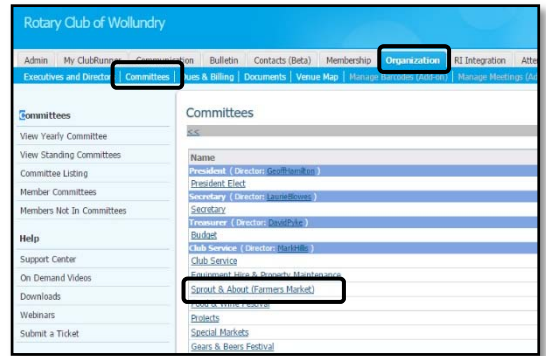 Rotary Club of Wollundry
Admin My ClubRunner Communication Bulletin Contacts (Beta) Membership Organization RI Integration
Executives and Directors Committees Dues & Billing Documents Venue Map Manage Barcodes (Add-on) Manage Meetings
Committees
View Yearly Committee
View Standing Committees
Committee Listing
Member Committees
Members Not In Committees
Help
Support Center
On Demand Videos
Downloads
Webinars
Submit a Ticket
Committees
<<
Name
President ( Director: GeoffHamilton )
President Elect
Secretary ( Director: LaurieBlowes )
Secretary
Treasurer ( Director: DavidPyke )
Budget
Club Service ( Director: MarkHills )
Club Service
Equipment Hire & Property Maintenance
Sprout & About (Farmers Market)
Food & Wine Festival
Projects
Special Markets
Gears & Beers Festival